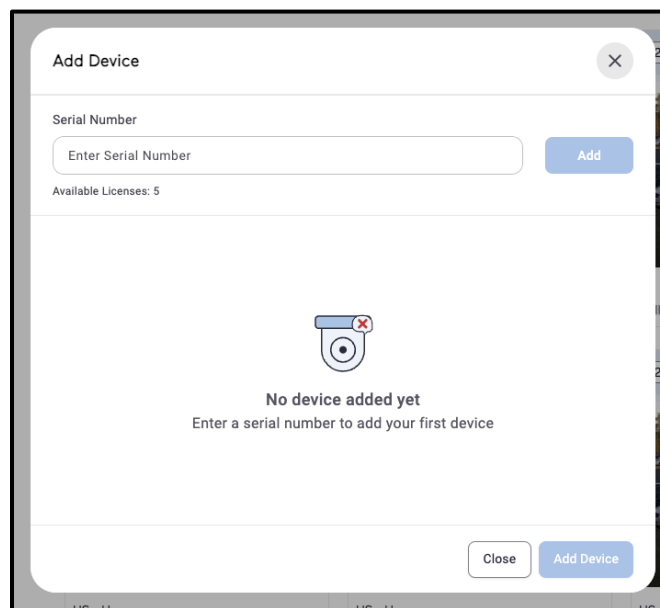 Add Device
Serial Number
Enter Serial Number
Add
Available Licenses: 5
No device added yet
Enter a serial number to add your first device
Close
Add Device